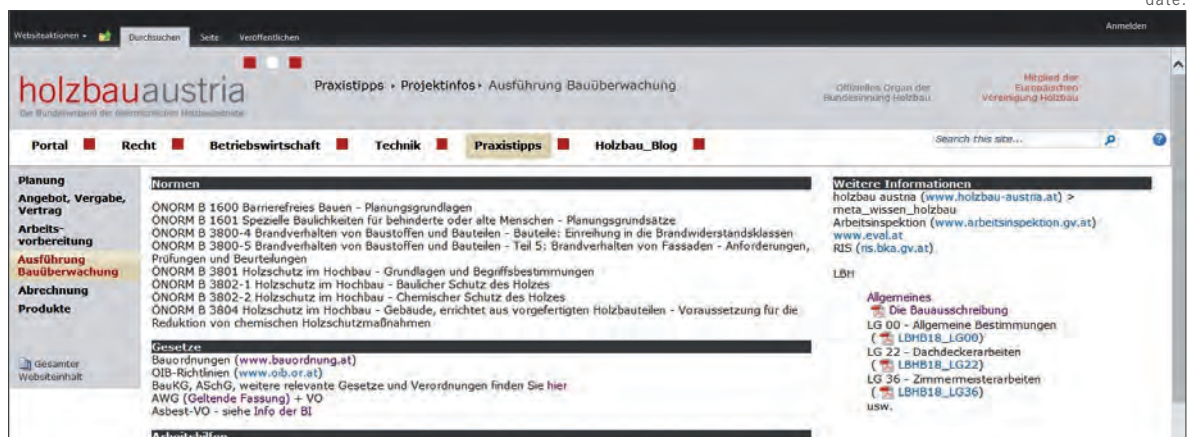 date.
Websiteaktionen
Durchsuchen
Seite
Veröffentlichen
Anmelden
holzbauaustria
Praxistipps • Projektinfos • Ausführung Bauüberwachung
Offizielles Organ der
Bundesinnung Holzbau
Mitglied der
Europäischen
Vereinigung Holzbau
Portal
Recht
Betriebswirtschaft
Technik
Praxistipps
Holzbau_Blog
Search this site...
Planung
Angebot, Vergabe,
Vertrag
Arbeits-
vorbereitung
Ausführung
Bauüberwachung
Abrechnung
Produkte
Gesamter
Websiteinhalt
Normen
ÖNORM B 1600 Barrierefreies Bauen - Planungsgrundlagen
ÖNORM B 1601 Spezielle Baulichkeiten für behinderte oder alte Menschen - Planungsgrundsätze
ÖNORM B 3800-4 Brandverhalten von Baustoffen und Bauteilen - Bauteile: Einreihung in die Brandwiderstandsklassen
ÖNORM B 3800-5 Brandverhalten von Baustoffen und Bauteilen - Teil 5: Brandverhalten von Fassaden - Anforderungen,
Prüfungen und Beurteilungen
ÖNORM B 3801 Holzschutz im Hochbau - Grundlagen und Begriffsbestimmungen
ÖNORM B 3802-1 Holzschutz im Hochbau - Baulicher Schutz des Holzes
ÖNORM B 3802-2 Holzschutz im Hochbau - Chemischer Schutz des Holzes
ÖNORM B 3804 Holzschutz im Hochbau - Gebäude, errichtet aus vorgefertigten Holzbauteilen - Voraussetzung für die
Reduktion von chemischen Holzschutzmaßnahmen
Gesetze
Bauordnungen (www.bauordnung.at)
OIB-Richtlinien (www.oib.or.at)
BauKG, ASchG, weitere relevante Gesetze und Verordnungen finden Sie hier
AWG (Geltende Fassung) + VO
Asbest-VO - siehe Info der BI
Arbeitshilfen
Weitere Informationen
holzbau austria (www.holzbau-austria.at) >
meta_wissen_holzbau
Arbeitsinspektion (www.arbeitsinspektion.gv.at)
www.eval.at
RIS (ris.bka.gv.at)
LBH
Allgemeines
Die Bauausschreibung
LG 00 - Allgemeine Bestimmungen
( LBHB18_LG00)
LG 22 - Dachdeckerarbeiten
( LBHB18_LG22)
LG 36 - Zimmermeisterarbeiten
( LBHB18_LG36)
usw.